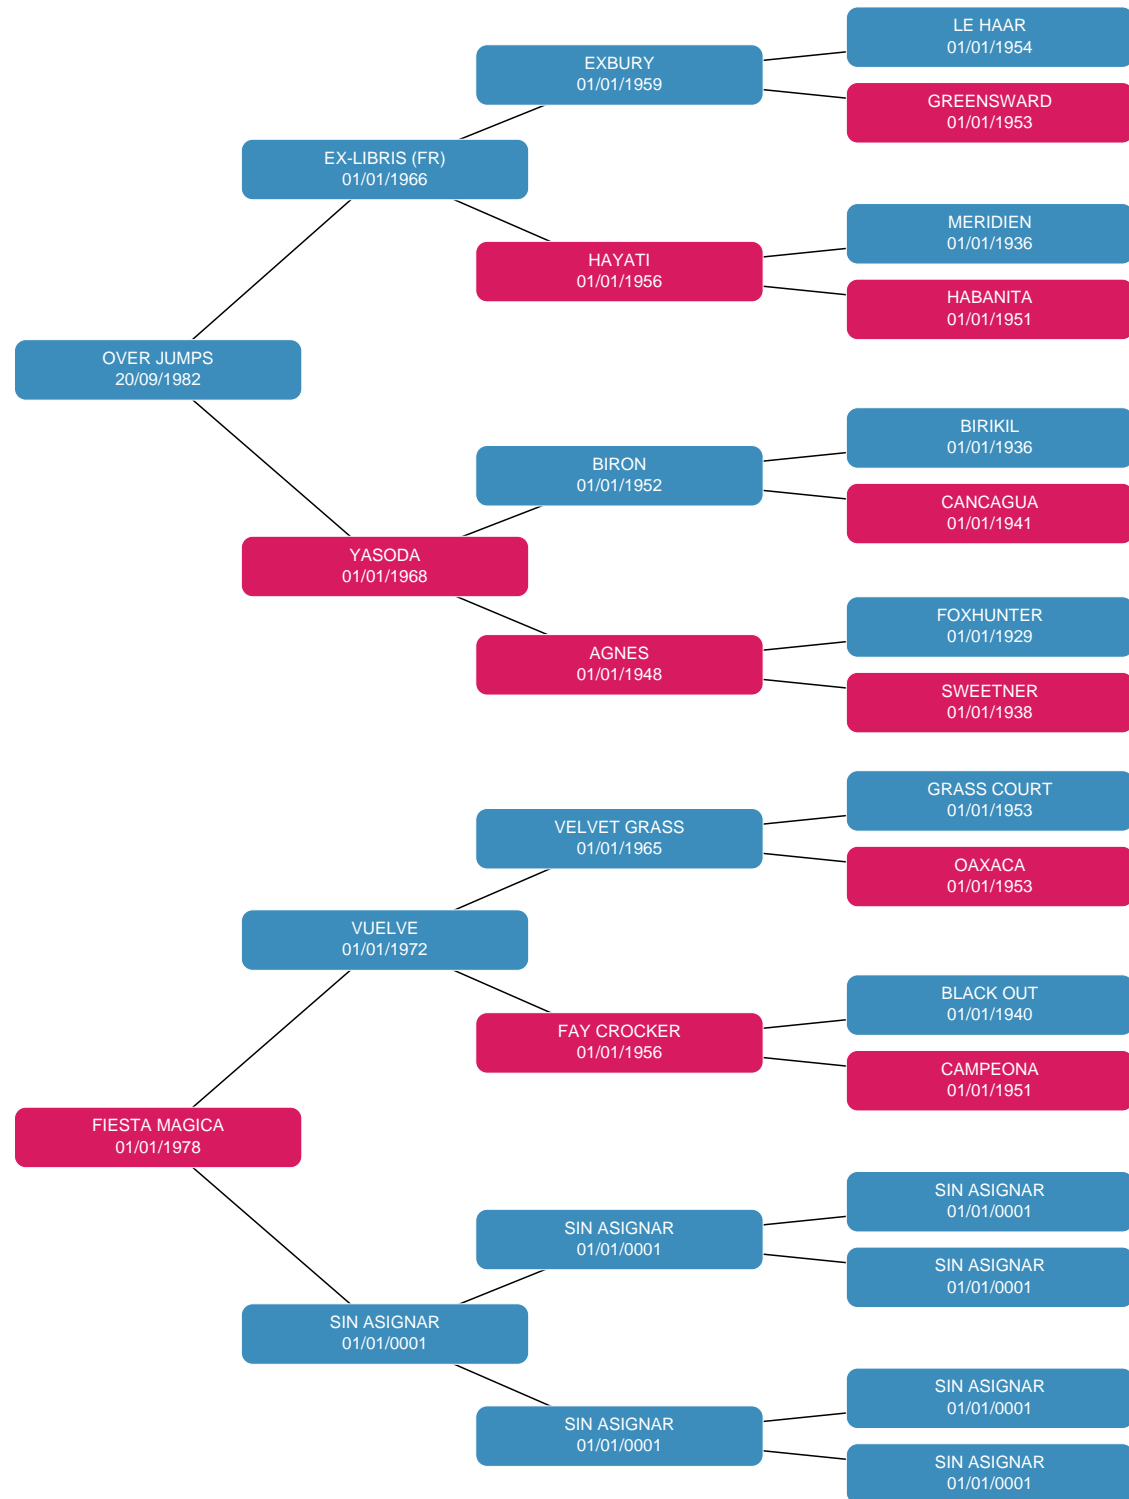 LE HAAR
01/01/1954
EXBURY
01/01/1959
GREENSWARD
01/01/1953
EX-LIBRIS (FR)
01/01/1966
MERIDIEN
01/01/1936
HAYATI
01/01/1956
HABANITA
01/01/1951
OVER JUMPS
20/09/1982
BIRIKIL
01/01/1936
BIRON
01/01/1952
CANCAGUA
01/01/1941
YASODA
01/01/1968
FOXHUNTER
01/01/1929
AGNES
01/01/1948
SWEETNER
01/01/1938
GRASS COURT
01/01/1953
VELVET GRASS
01/01/1965
OAXACA
01/01/1953
VUELVE
01/01/1972
BLACK OUT
01/01/1940
FAY CROCKER
01/01/1956
CAMPEONA
01/01/1951
FIESTA MAGICA
01/01/1978
SIN ASIGNAR
01/01/0001
SIN ASIGNAR
01/01/0001
SIN ASIGNAR
01/01/0001
SIN ASIGNAR
01/01/0001
SIN ASIGNAR
01/01/0001
SIN ASIGNAR
01/01/0001
SIN ASIGNAR
01/01/0001